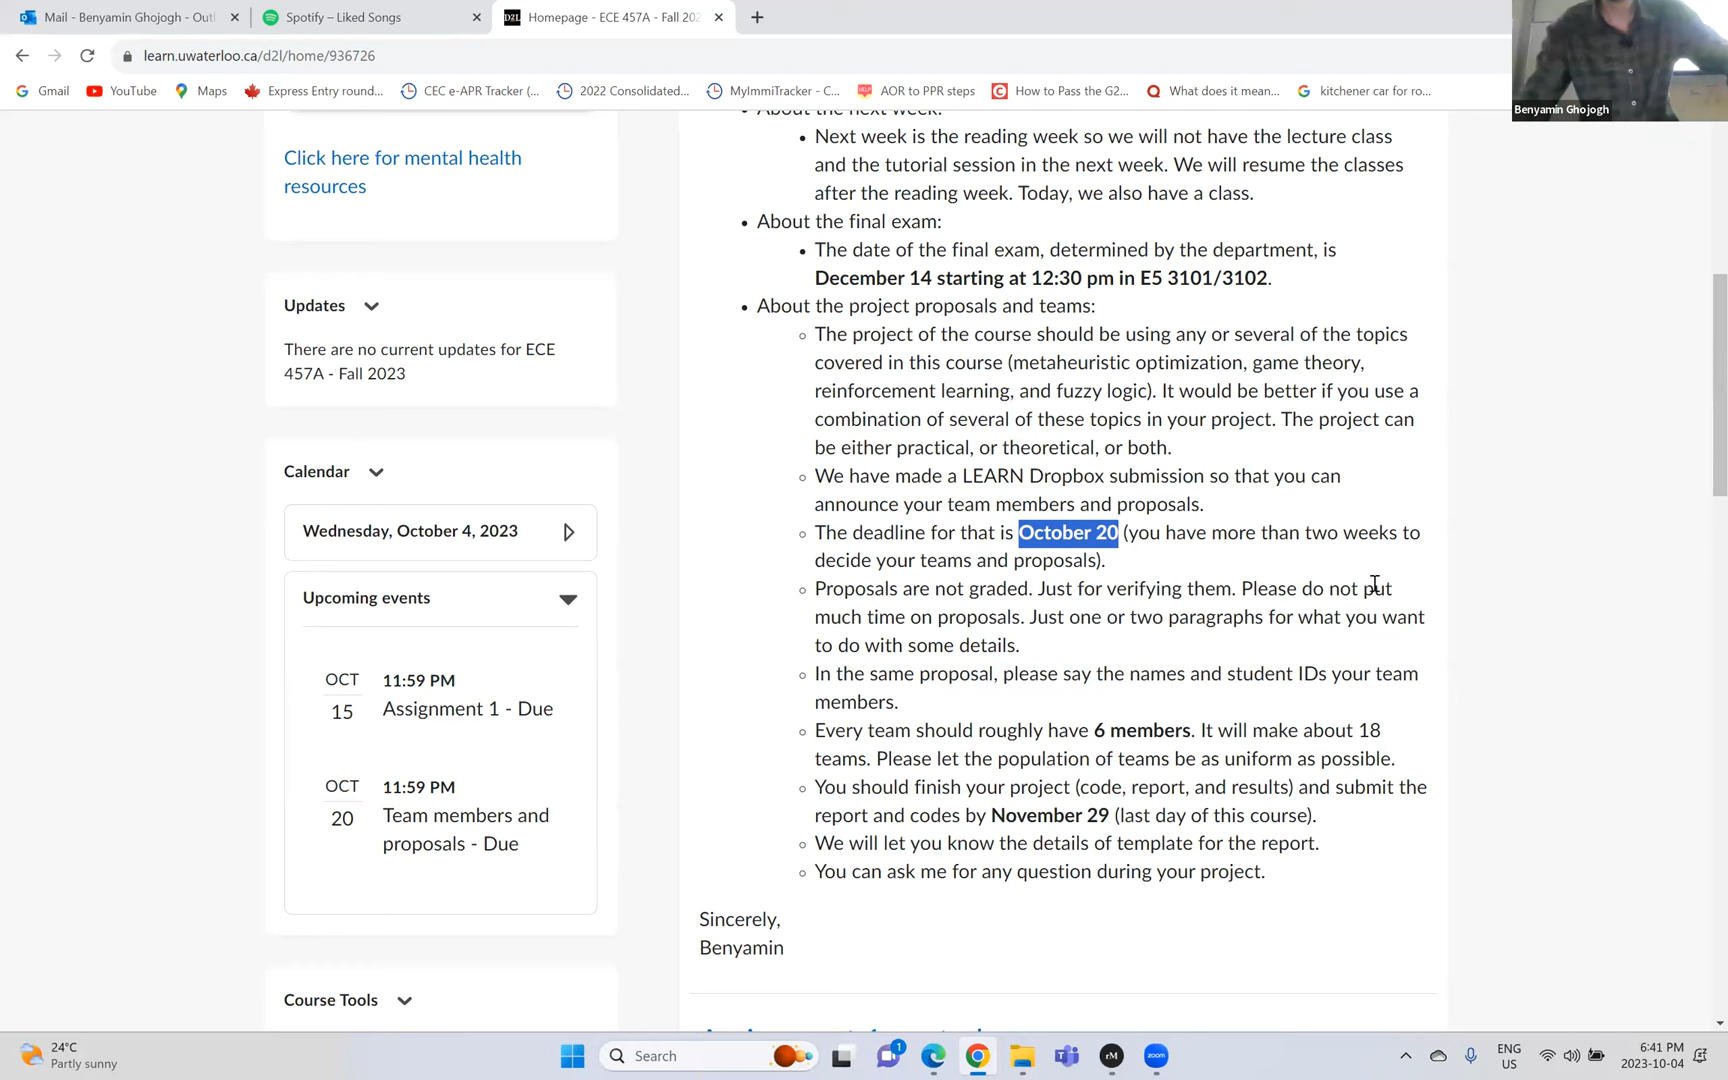 Mail - Benyamin Ghojogh - Outl
Spotify – Liked Songs
D2L
Homepage - ECE 457A - Fall 202
learn.uwaterloo.ca/d2l/home/936726
Gmail
YouTube
Maps
Express Entry roun...
CEC e-APR Tracker (...
2022 Consolidated...
MyImmiTracker - C...
AOR to PPR steps
How to Pass the G2...
What does it mean...
kitchener car for ro...
Benyamin Ghojogh
Click here for mental health
resources
Updates
There are no current updates for ECE
457A - Fall 2023
Calendar
Wednesday, October 4, 2023
Upcoming events
OCT
15
11:59 PM
Assignment 1 - Due
OCT
20
11:59 PM
Team members and
proposals - Due
Course Tools
About the next week:
Next week is the reading week so we will not have the lecture class
and the tutorial session in the next week. We will resume the classes
after the reading week. Today, we also have a class.
About the final exam:
The date of the final exam, determined by the department, is
December 14 starting at 12:30 pm in E5 3101/3102.
About the project proposals and teams:
The project of the course should be using any or several of the topics
covered in this course (metaheuristic optimization, game theory,
reinforcement learning, and fuzzy logic). It would be better if you use a
combination of several of these topics in your project. The project can
be either practical, or theoretical, or both.
We have made a LEARN Dropbox submission so that you can
announce your team members and proposals.
The deadline for that is October 20 (you have more than two weeks to
decide your teams and proposals).
Proposals are not graded. Just for verifying them. Please do not put
much time on proposals. Just one or two paragraphs for what you want
to do with some details.
In the same proposal, please say the names and student IDs your team
members.
Every team should roughly have 6 members. It will make about 18
teams. Please let the population of teams be as uniform as possible.
You should finish your project (code, report, and results) and submit the
report and codes by November 29 (last day of this course).
We will let you know the details of template for the report.
You can ask me for any question during your project.
Sincerely,
Benyamin
24°C
Partly sunny
Search
1
rM
zoom
ENG
US
6:41 PM
2023-10-04